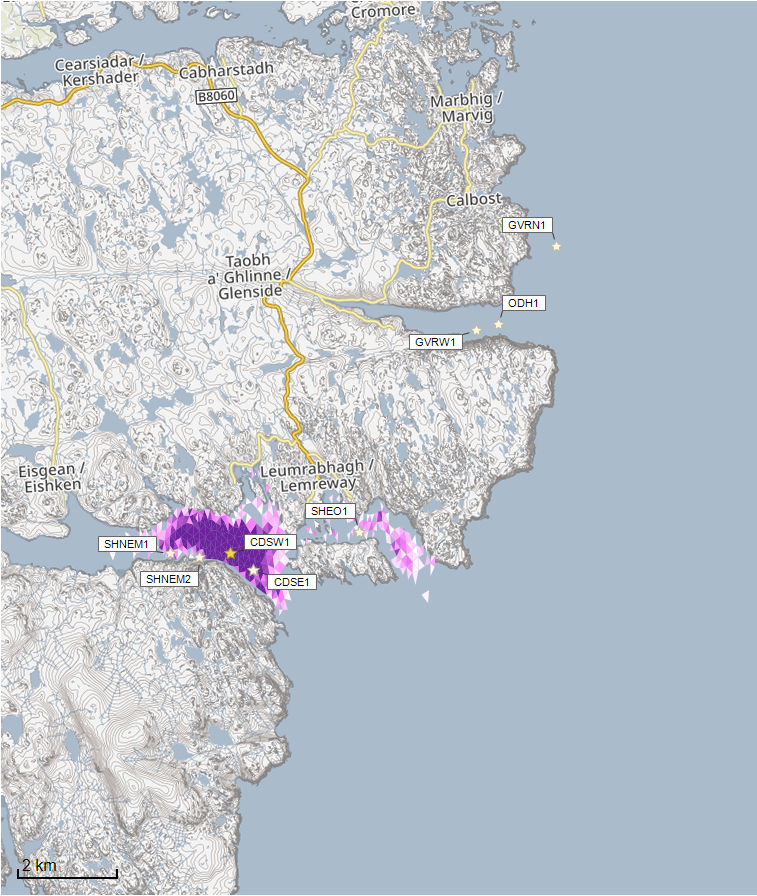 Cromore
Cearsiadar /
Kershader
Cabharstadh
B8060
Marbhig /
Marvig
Calbost
GVRN1
Taobh
a' Ghlinne /
Glenside
ODH1
GVRW1
Eisgean /
Eishken
Leumrabhagh /
Lemreway
SHEO1
SHNEM1
CDSW1
SHNEM2
CDSE1
2 km